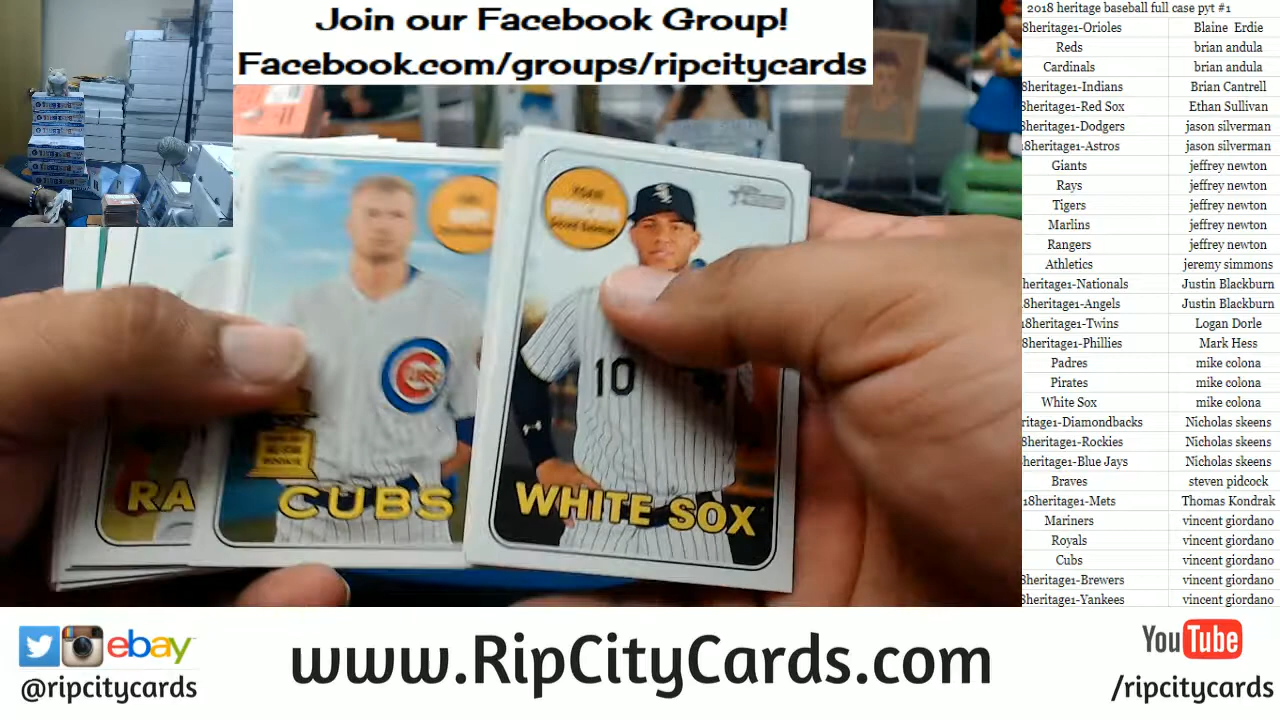 Join our Facebook Group!
Facebook.com/groups/ripcitycards
2018 heritage baseball full case pyt #1
8heritage1-Orioles Blaine Erdie
Reds brian andula
Cardinals brian andula
18heritage1-Indians Brian Cantrell
8heritage1-Red Sox Ethan Sullivan
8heritage1-Dodgers jason silverman
18heritage1-Astros jason silverman
Giants jeffrey newton
Rays jeffrey newton
Tigers jeffrey newton
Marlins jeffrey newton
Rangers jeffrey newton
Athletics jeremy simmons
heritage1-Nationals Justin Blackburn
18heritage1-Angels Justin Blackburn
18heritage1-Twins Logan Dorle
8heritage1-Phillies Mark Hess
Padres mike colona
Pirates mike colona
White Sox mike colona
ritage1-Diamondbacks Nicholas skeens
8heritage1-Rockies Nicholas skeens
8heritage1-Blue Jays Nicholas skeens
Braves steven pidcock
18heritage1-Mets Thomas Kondrak
Mariners vincent giordano
Royals vincent giordano
Cubs vincent giordano
8heritage1-Brewers vincent giordano
8heritage1-Yankees vincent giordano
10
RA
CUBS
WHITE SOX
ebay
@ripcitycards
www.RipCityCards.com
YouTube
/ripcitycards